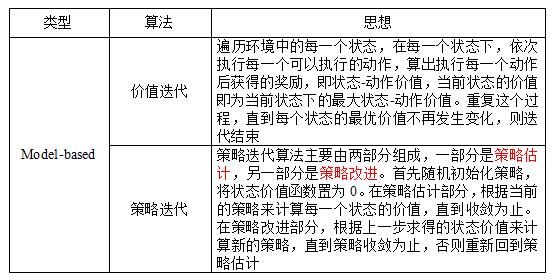 类型 算法 思想
Model-based
价值迭代
遍历环境中的每一个状态，在每一个状态下，依次
执行每一个可以执行的动作，算出执行每一个动作
后获得的奖励，即状态-动作价值，当前状态的价值
即为当前状态下的最大状态-动作价值。重复这个过
程，直到每个状态的最优价值不再发生变化，则迭
代结束
策略迭代
策略迭代算法主要由两部分组成，一部分是策略估
计，另一部分是策略改进。首先随机初始化策略，
将状态价值函数置为 0。在策略估计部分，根据当前
的策略来计算每一个状态的价值，直到收敛为止。
在策略改进部分，根据上一步求得的状态价值来计
算新的策略，直到策略收敛为止，否则重新回到策
略估计